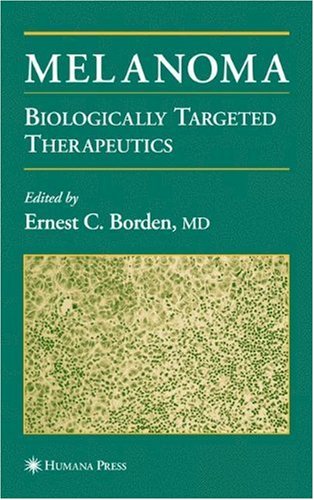 MELANOMA
BIOLOGICALLY TARGETED
THERAPEUTICS
Edited by
Ernest C. Borden, MD
HUMANA PRESS